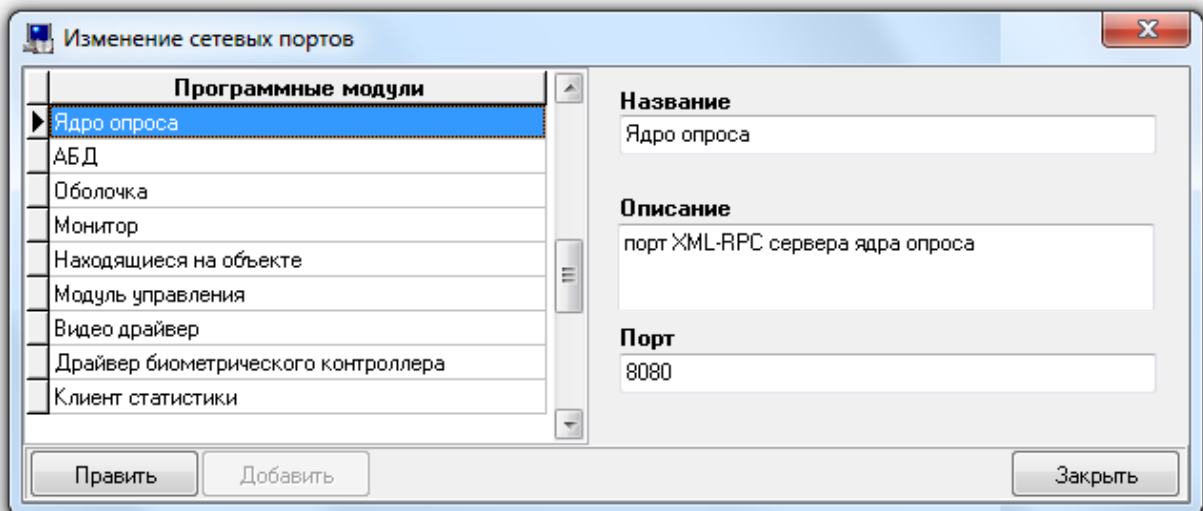 Изменение сетевых портов
Программные модули
Ядро опроса
АБД
Оболочка
Монитор
Находящиеся на объекте
Модуль управления
Видео драйвер
Драйвер биометрического контроллера
Клиент статистики
Название
Ядро опроса
Описание
порт XML-RPC сервера ядра опроса
Порт
8080
Править
Добавить
Закрыть